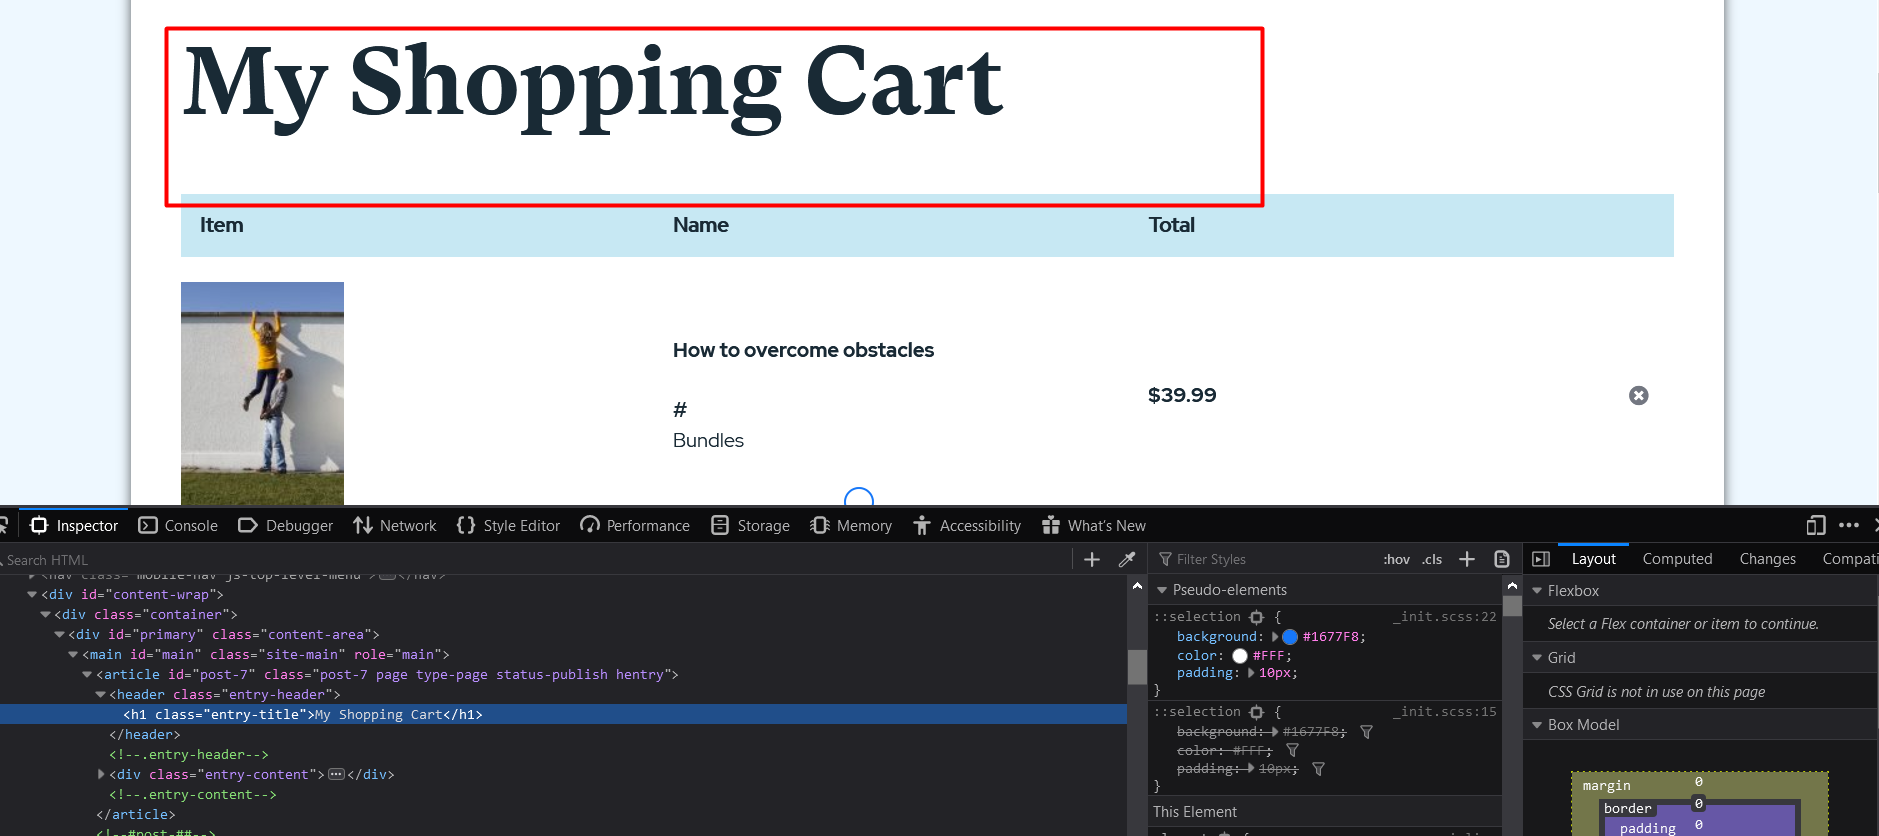 My Shopping Cart
Item Name Total
How to overcome obstacles
$39.99
#
Bundles
Inspector Console Debugger Network Style Editor Performance Storage Memory Accessibility What's New
Search HTML
Filter Styles :hov .cls
Layout Computed Changes Compati
<nav class="mobile-nav js-top-level-menu"></nav>
<div id="content-wrap">
<div class="container">
<div id="primary" class="content-area">
<main id="main" class="site-main" role="main">
<article id="post-7" class="post-7 page type-page status-publish hentry">
<header class="entry-header">
<h1 class="entry-title">My Shopping Cart</h1>
</header>
<!--.entry-header-->
<div class="entry-content"></div>
<!--.entry-content-->
</article>
<!--#post-##-->
Pseudo-elements
::selection { _init.scss:22
background: #1677F8;
color: #FFF;
padding: 10px;
}
::selection { _init.scss:15
background: #1677F8;
color: #FFF;
padding: 10px;
}
This Element
Flexbox
Select a Flex container or item to continue.
Grid
CSS Grid is not in use on this page
Box Model
margin 0
border 0
padding 0